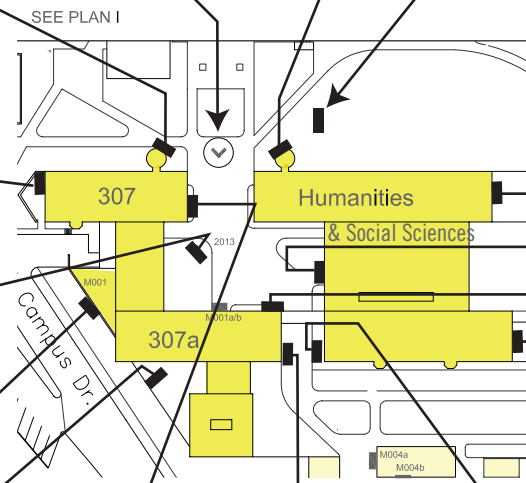 SEE PLAN I
307
Humanities
& Social Sciences
2013
M001
M001a/b
Campus Dr.
307a
M004a
M004b